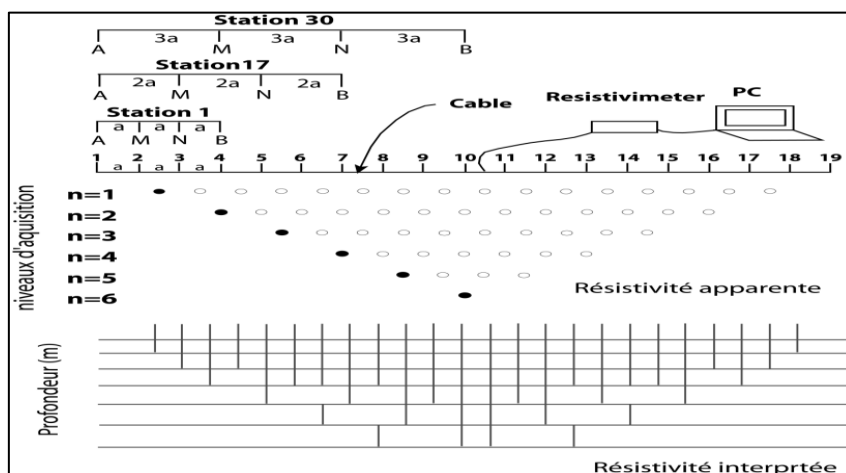 Station 30
3a 3a 3a
A M N B
Station17
2a 2a 2a
A M N B
Station 1
a a a
A M N B
Cable
Resistivimeter
PC
1 2 3 4 5 6 7 8 9 10 11 12 13 14 15 16 17 18 19
a a a
niveaux d'aquisition
n=1
n=2
n=3
n=4
n=5
n=6
Résistivité apparente
Profondeur (m)
Résistivité interprtée